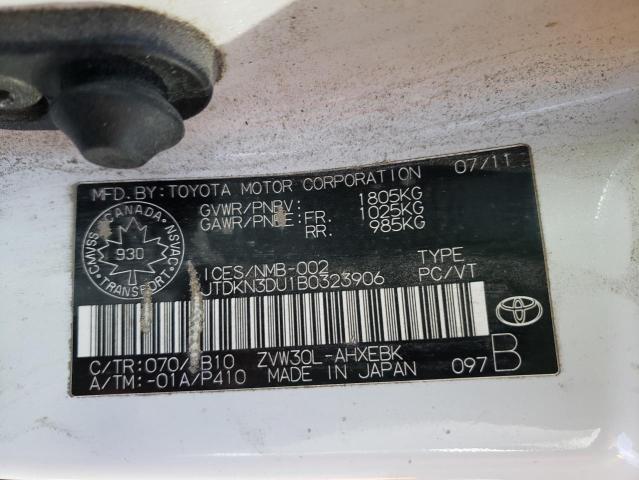 MFD. BY: TOYOTA MOTOR CORPORATION 07/11
GVWR/PNBV: 1805KG
GAWR/PNBE: FR. 1025KG
RR. 985KG
CANADA
CMVSS NSVAC
930
TRANSPORT
ICES/NMB-002 TYPE
JTDKN3DU1B0323906 PC/VT
C/TR:070/ B10 ZVW30L-AHXEBK
A/TM:-01A/P410 MADE IN JAPAN 097 B